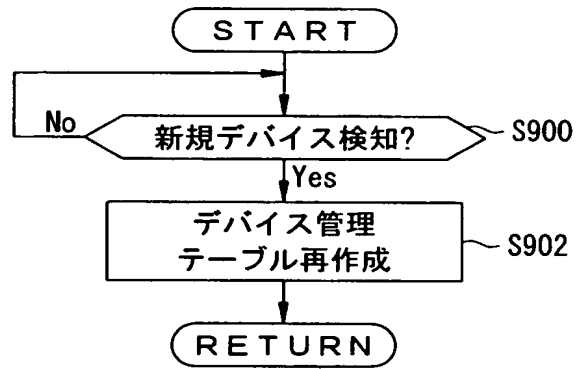 START
No
新規デバイス検知?
S900
Yes
デバイス管理
テーブル再作成
S902
RETURN